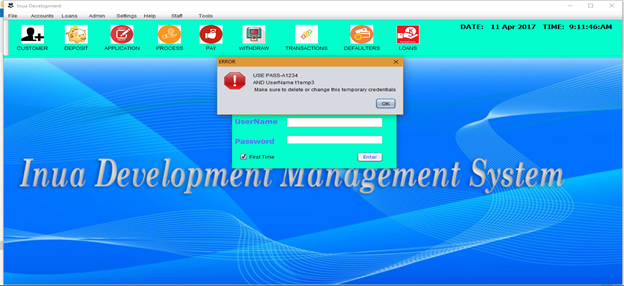 Inua Development
File Accounts Loans Admin Settings Help Staff Tools
CUSTOMER DEPOSIT APPLICATION PROCESS PAY WITHDRAW TRANSACTIONS DEFAULTERS LOANS
DATE: 11 Apr 2017 TIME: 9:11:46AM
ERROR
USE PASS-A1234
AND UserName t1emp3
Make sure to delete or change this temporary credentials
OK
UserName
Password
First Time Enter
Inua Development Management System